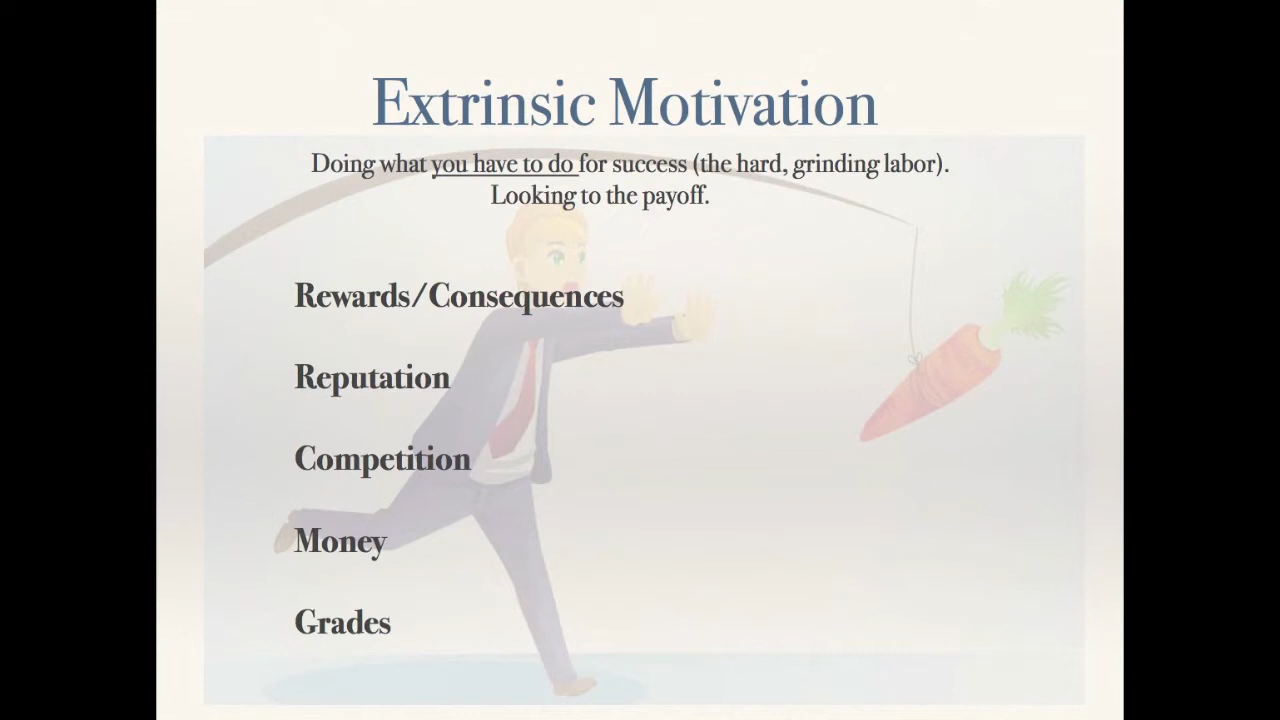 Extrinsic Motivation
Doing what you have to do for success (the hard, grinding labor).
Looking to the payoff.
Rewards/Consequences
Reputation
Competition
Money
Grades